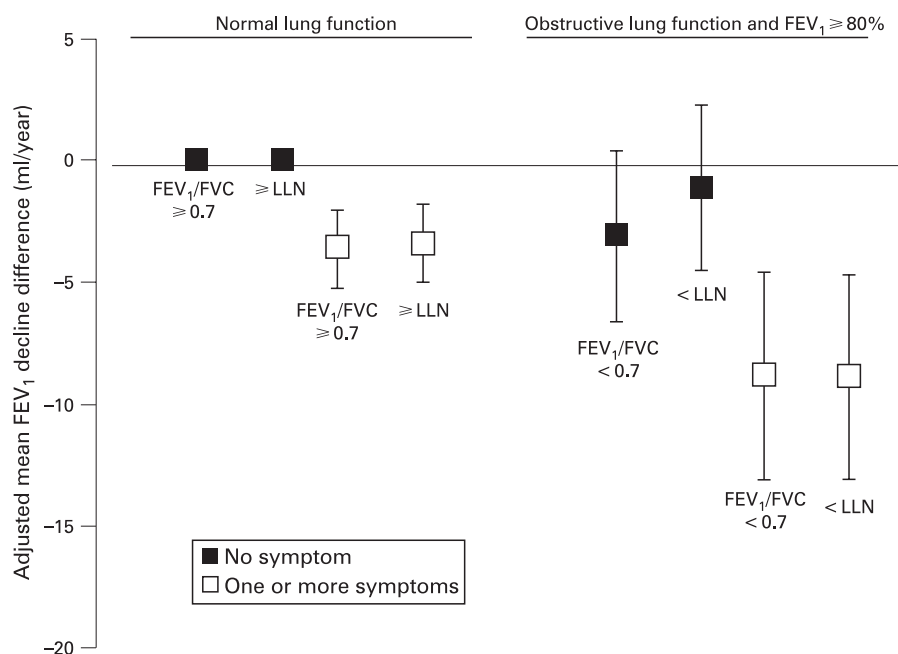 Normal lung function
Obstructive lung function and FEV₁ ⩾ 80%
Adjusted mean FEV₁ decline difference (ml/year)
5
0
−5
−10
−15
−20
FEV₁/FVC
⩾ 0.7
⩾ LLN
FEV₁/FVC
⩾ 0.7
⩾ LLN
FEV₁/FVC
< 0.7
< LLN
FEV₁/FVC
< 0.7
< LLN
No symptom
One or more symptoms